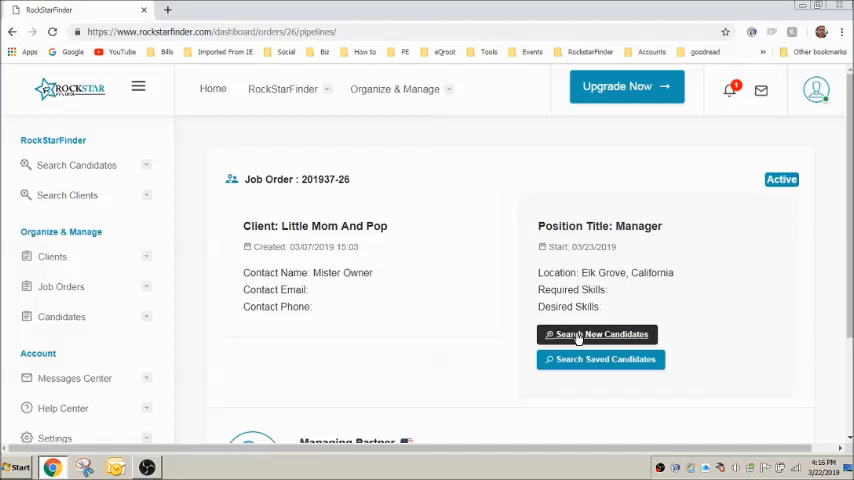 RockStarFinder
https://www.rockstarfinder.com/dashboard/orders/26/pipelines/
Apps Google YouTube Bills Imported From IE Social Biz How to PE eQroot Tools Events RockstarFinder Accounts goodread » Other bookmarks
ROCKSTAR
Home RockStarFinder Organize & Manage Upgrade Now → 1
RockStarFinder
Search Candidates
Search Clients
Organize & Manage
Clients
Job Orders
Candidates
Account
Messages Center
Help Center
Settings
Job Order : 201937-26 Active
Client: Little Mom And Pop
Created: 03/07/2019 15:03
Contact Name: Mister Owner
Contact Email:
Contact Phone:
Position Title: Manager
Start: 03/23/2019
Location: Elk Grove, California
Required Skills:
Desired Skills:
Search New Candidates
Search Saved Candidates
Managing Partner
Start
4:16 PM
3/22/2019